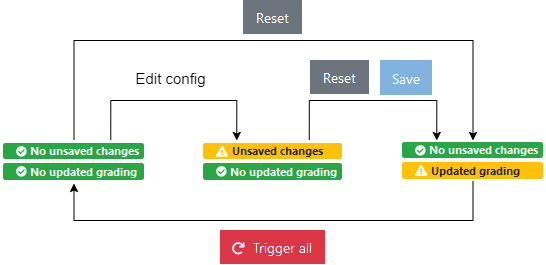 Reset
Edit config
Reset
Save
No unsaved changes
No updated grading
Unsaved changes
No updated grading
No unsaved changes
Updated grading
Trigger all